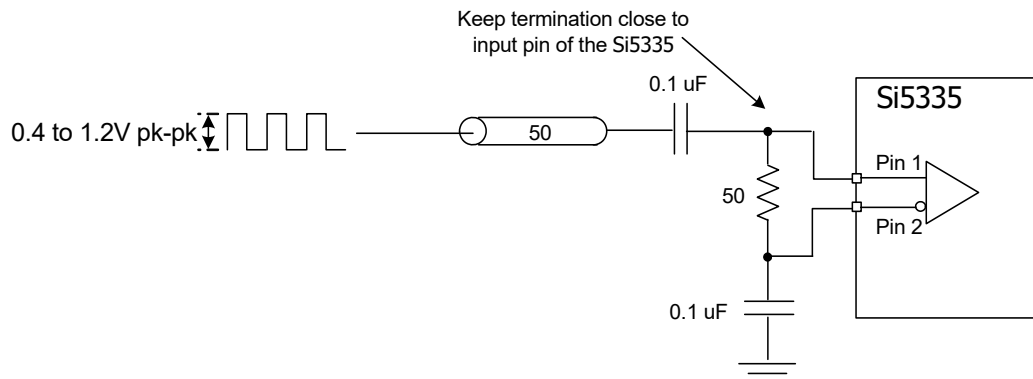 Keep termination close to
input pin of the Si5335
0.1 uF
Si5335
0.4 to 1.2V pk-pk
50
Pin 1
50
Pin 2
0.1 uF